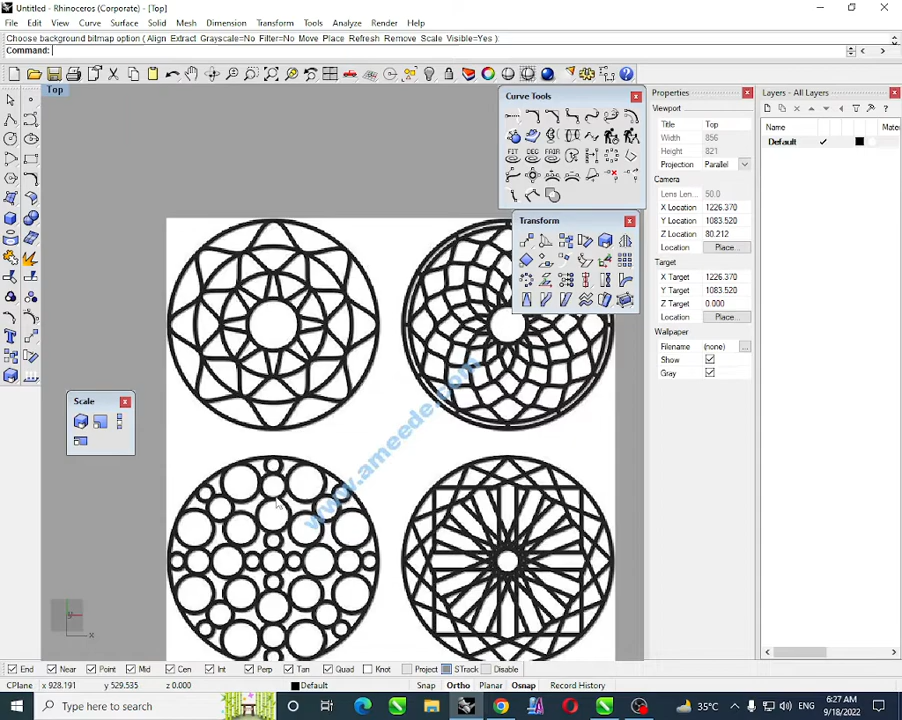 Untitled - Rhinoceros (Corporate) - [Top]
File Edit View Curve Surface Solid Mesh Dimension Transform Tools Analyze Render Help
Choose background bitmap option (Align Extract Grayscale=No Filter=No Move Place Refresh Remove Scale Visible=Yes ):
Command:
Top
Curve Tools
FIT DEG FAIR
Transform
Scale
www.ameede.com
y
x
Properties
Viewport
Title Top
Width 856
Height 821
Projection Parallel
Camera
Lens Len... 50.0
X Location 1226.370
Y Location 1083.520
Z Location 80.212
Location Place...
Target
X Target 1226.370
Y Target 1083.520
Z Target 0.000
Location Place...
Wallpaper
Filename (none) ...
Show
Gray
Layers - All Layers
Name Mater
Default
End Near Point Mid Cen Int Perp Tan Quad Knot Project STrack Disable
CPlane x 928.191 y 529.535 z 0.000 Default Snap Ortho Planar Osnap Record History
Type here to search
35°C
ENG
6:27 AM
9/18/2022